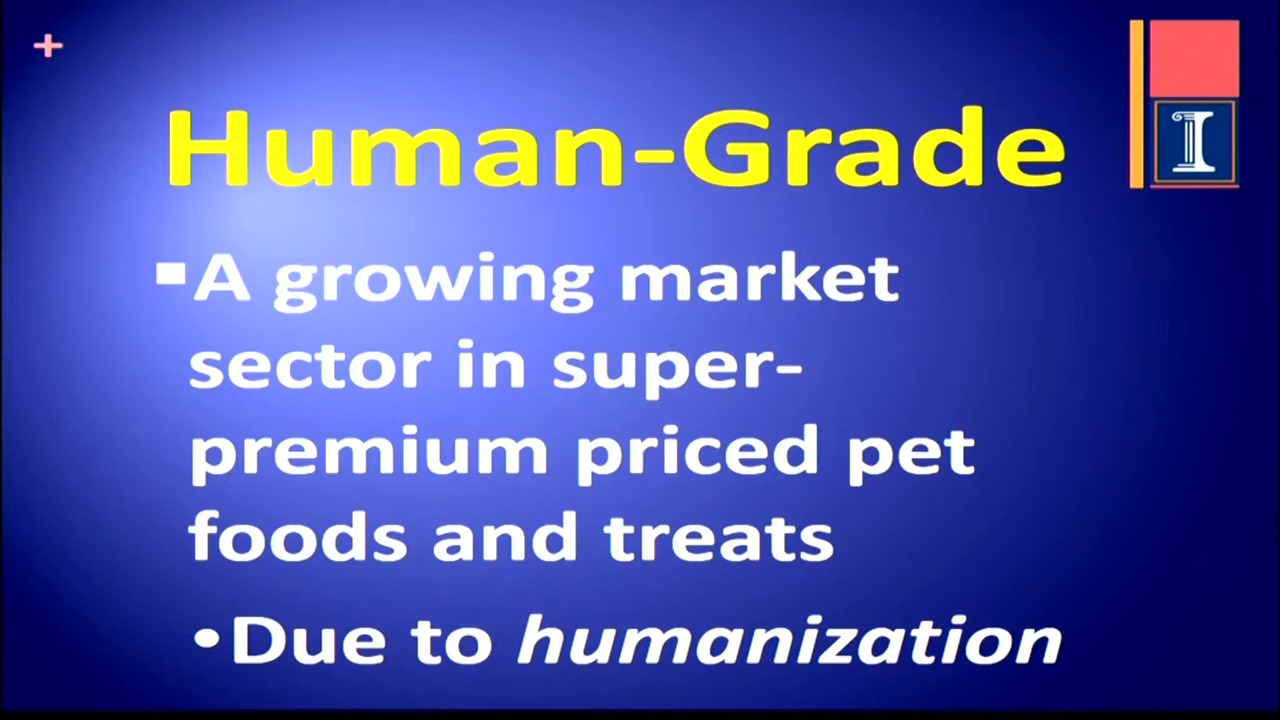 Human-Grade
▪A growing market
sector in super-
premium priced pet
foods and treats
•Due to humanization